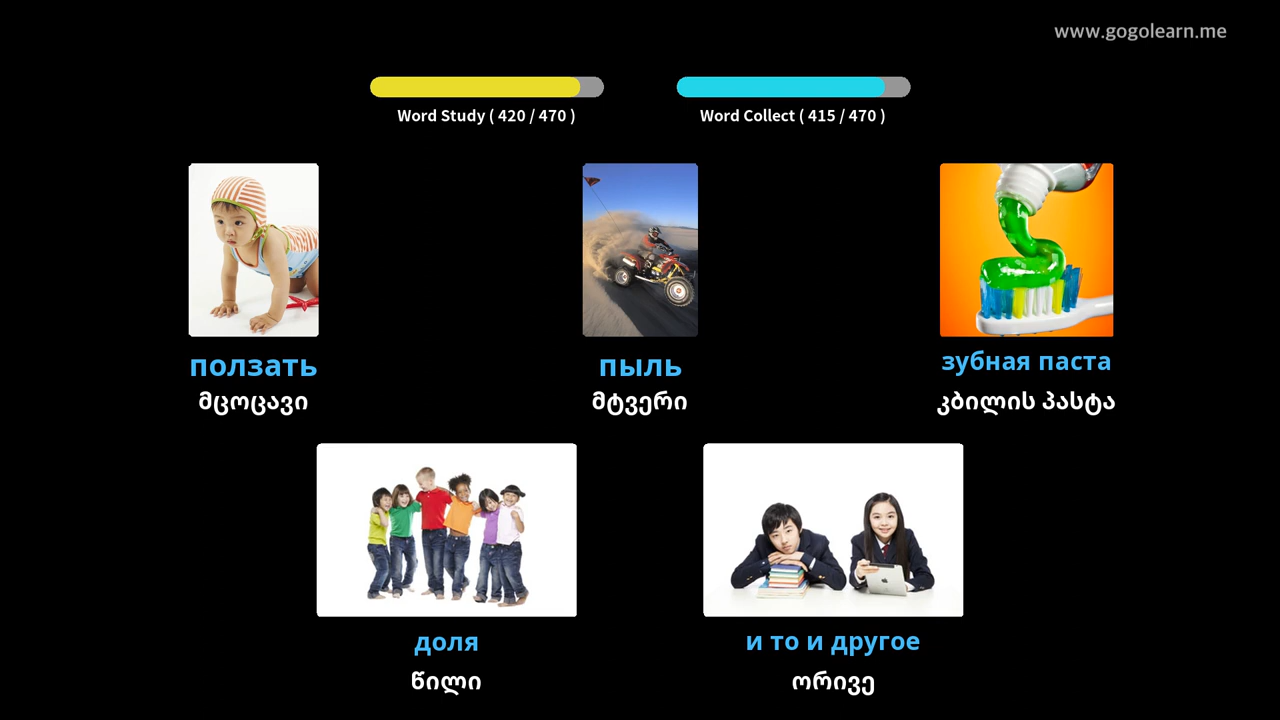 www.gogolearn.me
Word Study ( 420 / 470 )
Word Collect ( 415 / 470 )
ползать
მცოცავი
пыль
მტვერი
зубная паста
კბილის პასტა
доля
წილი
и то и другое
ორივე